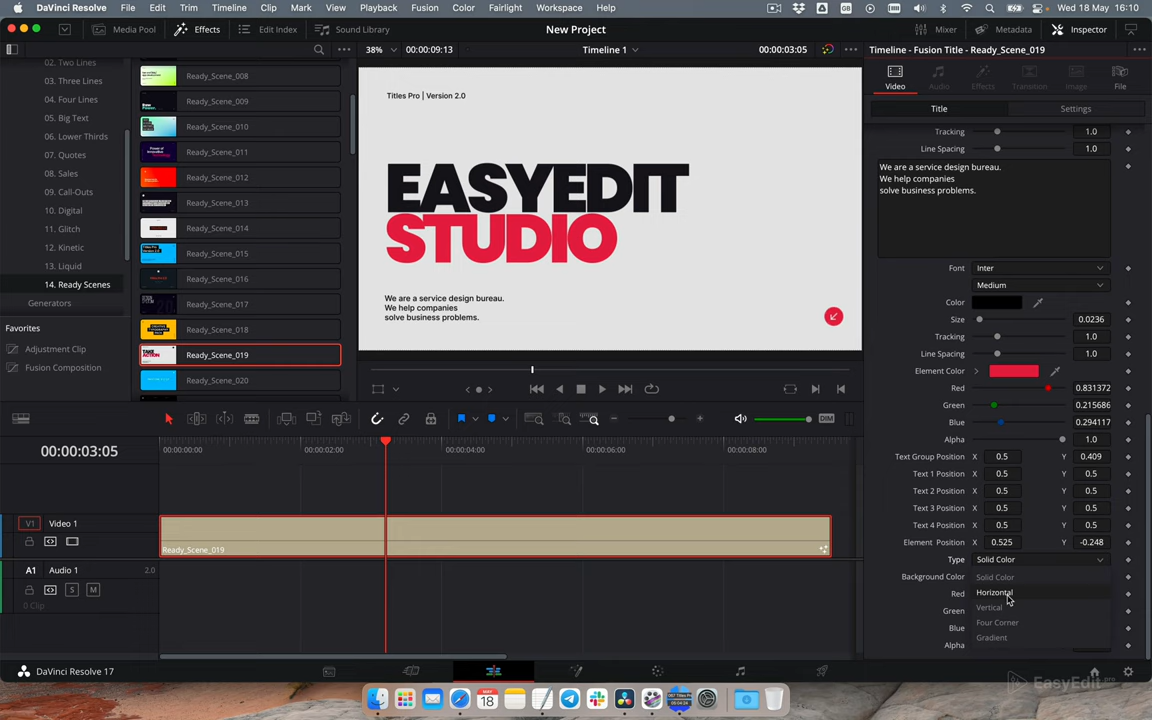 DaVinci Resolve File Edit Trim Timeline Clip Mark View Playback Fusion Color Fairlight Workspace Help Wed 18 May 16:10
Media Pool Effects Edit Index Sound Library New Project Mixer Metadata Inspector
38% 00:00:09:13 Timeline 1 00:00:03:05 Timeline - Fusion Title - Ready_Scene_019
02. Two Lines
03. Three Lines
04. Four Lines
05. Big Text
06. Lower Thirds
07. Quotes
08. Sales
09. Call-Outs
10. Digital
11. Glitch
12. Kinetic
13. Liquid
14. Ready Scenes
Generators
Favorites
Adjustment Clip
Fusion Composition
Ready_Scene_008
Ready_Scene_009
Ready_Scene_010
Ready_Scene_011
Ready_Scene_012
Ready_Scene_013
Ready_Scene_014
Ready_Scene_015
Ready_Scene_016
Ready_Scene_017
Ready_Scene_018
TAKE
ACTION
Ready_Scene_019
Ready_Scene_020
Titles Pro | Version 2.0
EASYEDIT
STUDIO
We are a service design bureau.
We help companies
solve business problems.
Video Audio Effects Transition Image File
Title Settings
Tracking 1.0
Line Spacing 1.0
We are a service design bureau.
We help companies
solve business problems.
Font Inter
Medium
Color
Size 0.0236
Tracking 1.0
Line Spacing 1.0
Element Color
Red 0.831372
Green 0.215686
Blue 0.294117
Alpha 1.0
Text Group Position X 0.5 Y 0.409
Text 1 Position X 0.5 Y 0.5
Text 2 Position X 0.5 Y 0.5
Text 3 Position X 0.5 Y 0.5
Text 4 Position X 0.5 Y 0.5
Element Position X 0.525 Y -0.248
Type Solid Color
Background Color Solid Color
Red Horizontal
Vertical
Green
Four Corner
Blue
Gradient
Alpha
DIM
00:00:03:05 00:00:00:00 00:00:02:00 00:00:04:00 00:00:06:00 00:00:08:00
V1 Video 1
Ready_Scene_019
A1 Audio 1 2.0
S M
0 Clip
DaVinci Resolve 17
EasyEdit pro